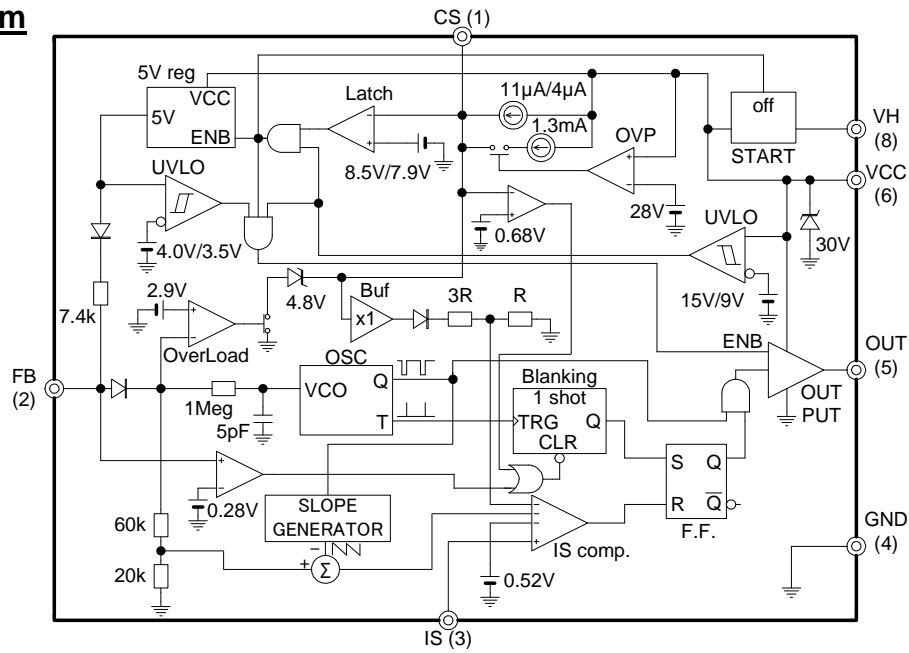 m
CS (1)
5V reg
VCC
5V
ENB
Latch
11µA/4µA
1.3mA
OVP
off
START
VH
(8)
VCC
(6)
8.5V/7.9V
UVLO
4.0V/3.5V
0.68V
28V
UVLO
30V
15V/9V
2.9V
4.8V
7.4k
OverLoad
Buf
x1
3R
R
ENB
OUT
(5)
OUT
PUT
FB
(2)
1Meg
5pF
OSC
VCO
Q
T
Blanking
1 shot
TRG
Q
CLR
S
Q
R
Q
F.F.
0.28V
SLOPE
GENERATOR
60k
20k
−
+
Σ
IS comp.
0.52V
GND
(4)
IS (3)